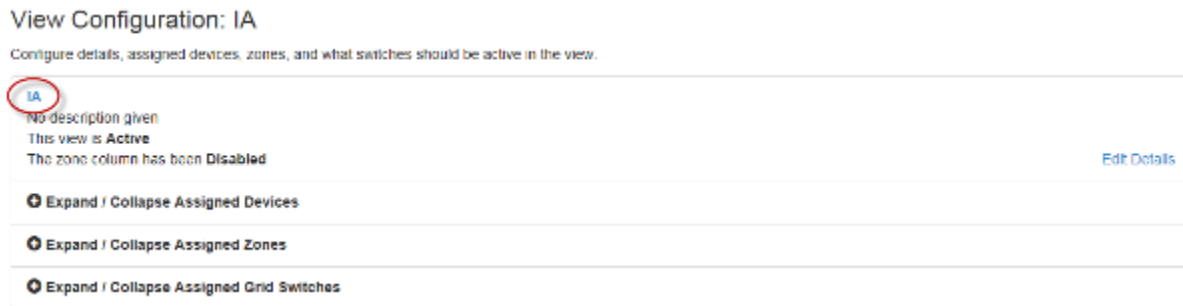 View Configuration: IA
Configure details, assigned devices, zones, and what switches should be active in the view.
IA
No description given
This view is Active
The zone column has been Disabled
Edit Details
Expand / Collapse Assigned Devices
Expand / Collapse Assigned Zones
Expand / Collapse Assigned Grid Switches